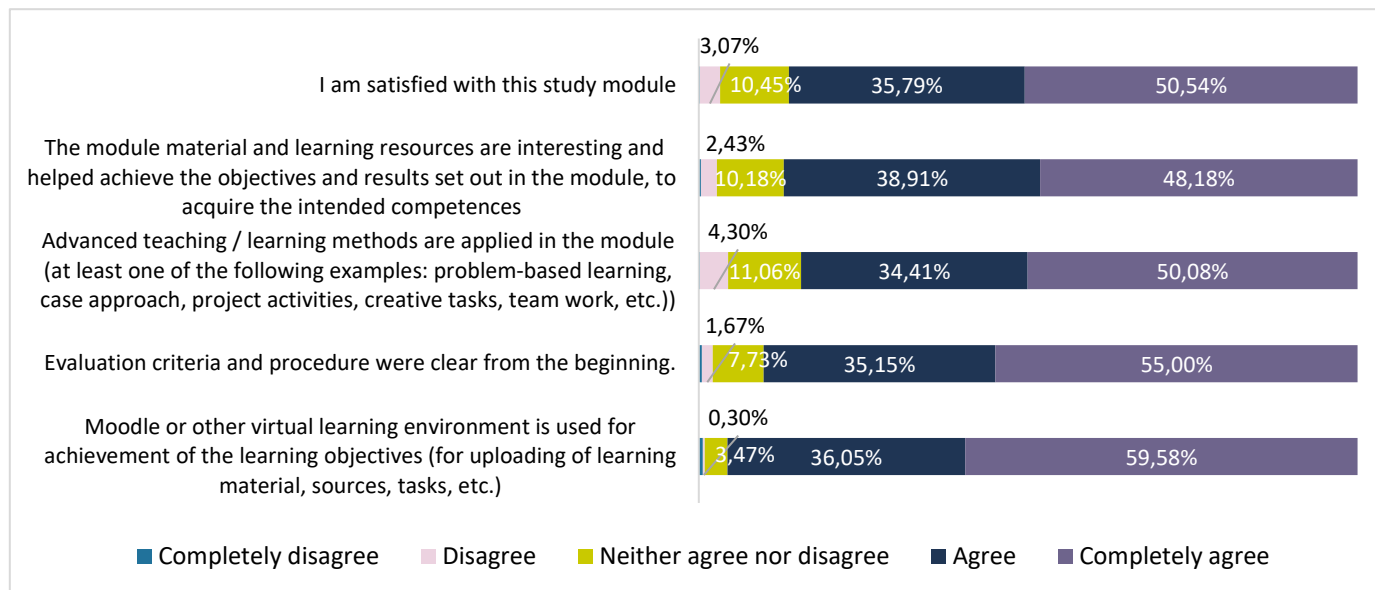 3,07%
I am satisfied with this study module
10,45%
35,79%
50,54%
The module material and learning resources are interesting and
helped achieve the objectives and results set out in the module, to
acquire the intended competences
2,43%
10,18%
38,91%
48,18%
Advanced teaching / learning methods are applied in the module
(at least one of the following examples: problem-based learning,
case approach, project activities, creative tasks, team work, etc.))
4,30%
11,06%
34,41%
50,08%
Evaluation criteria and procedure were clear from the beginning.
1,67%
7,73%
35,15%
55,00%
Moodle or other virtual learning environment is used for
achievement of the learning objectives (for uploading of learning
material, sources, tasks, etc.)
0,30%
3,47%
36,05%
59,58%
Completely disagree
Disagree
Neither agree nor disagree
Agree
Completely agree